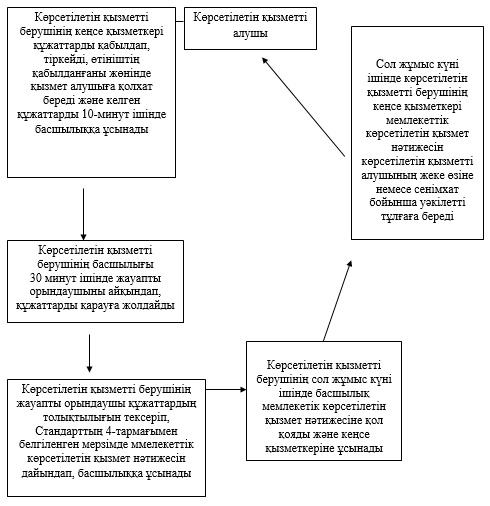 Көрсетілетін қызметті
берушінің кеңсе қызметкері
құжаттарды қабылдап,
тіркейді, өтініштің
қабылданғаны жөнінде
қызмет алушыға қолхат
береді және келген
құжаттарды 10-минут ішінде
басшылыққа ұсынады
Көрсетілетін қызметті
алушы
Сол жұмыс күні
ішінде көрсетілетін
қызметті берушінің
кеңсе қызметкері
мемлекеттік
көрсетілетін қызмет
нәтижесін
көрсетілетін қызметті
алушының жеке өзіне
немесе сенімхат
бойынша уәкілетті
тұлғаға береді
Көрсетілетін қызметті
берушінің басшылығы
30 минут ішінде жауапты
орындаушыны айқындап,
құжаттарды қарауға жолдайды
Көрсетілетін қызметті берушінің
жауапты орындаушы құжаттардың
толықтылығын тексеріп,
Стандарттың 4-тармағымен
белгіленген мерзімде ммелекеттік
көрсетілетін қызмет нәтижесін
дайындап, басшылыққа ұсынады
Көрсетілетін қызметті
берушінің сол жұмыс күні
ішінде басшылық
мемлекетік көрсетілетін
қызмет нәтижесіне қол
қояды және кеңсе
қызметкеріне ұсынады